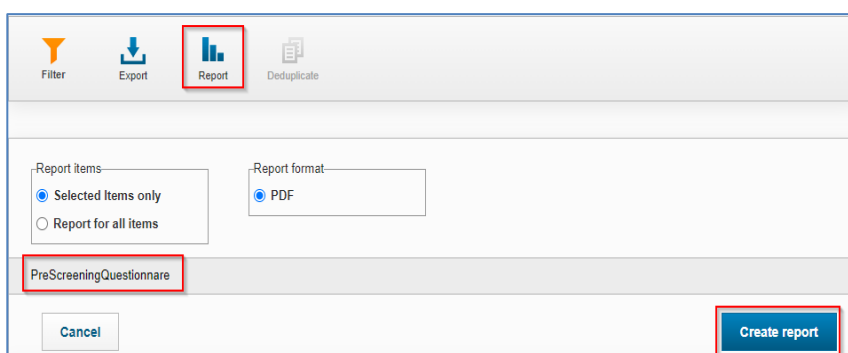 Filter Export Report Deduplicate
Report items Report format
Selected Items only PDF
Report for all items
PreScreeningQuestionnare
Cancel Create report